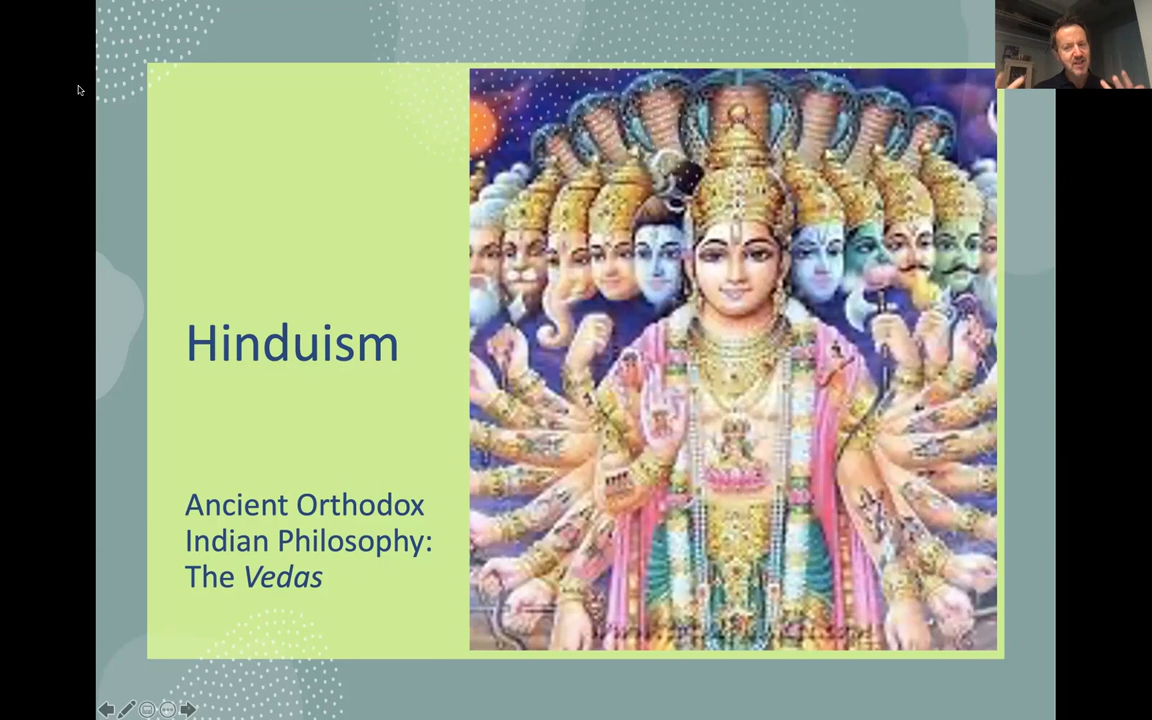 Hinduism
Ancient Orthodox
Indian Philosophy:
The Vedas